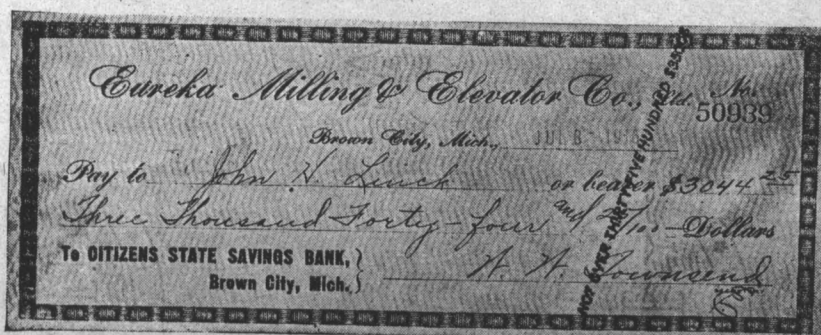 Eureka Milling & Elevator Co., Ltd. No. 50939
Brown City, Mich., JUL 8
Pay to John H. Linck or bearer $3044 25
Three Thousand Forty-four and 25/100 Dollars
To CITIZENS STATE SAVINGS BANK,
Brown City, Mich.
W. W. Townsend
NOT OVER THIRTY FIVE HUNDRED $3500$